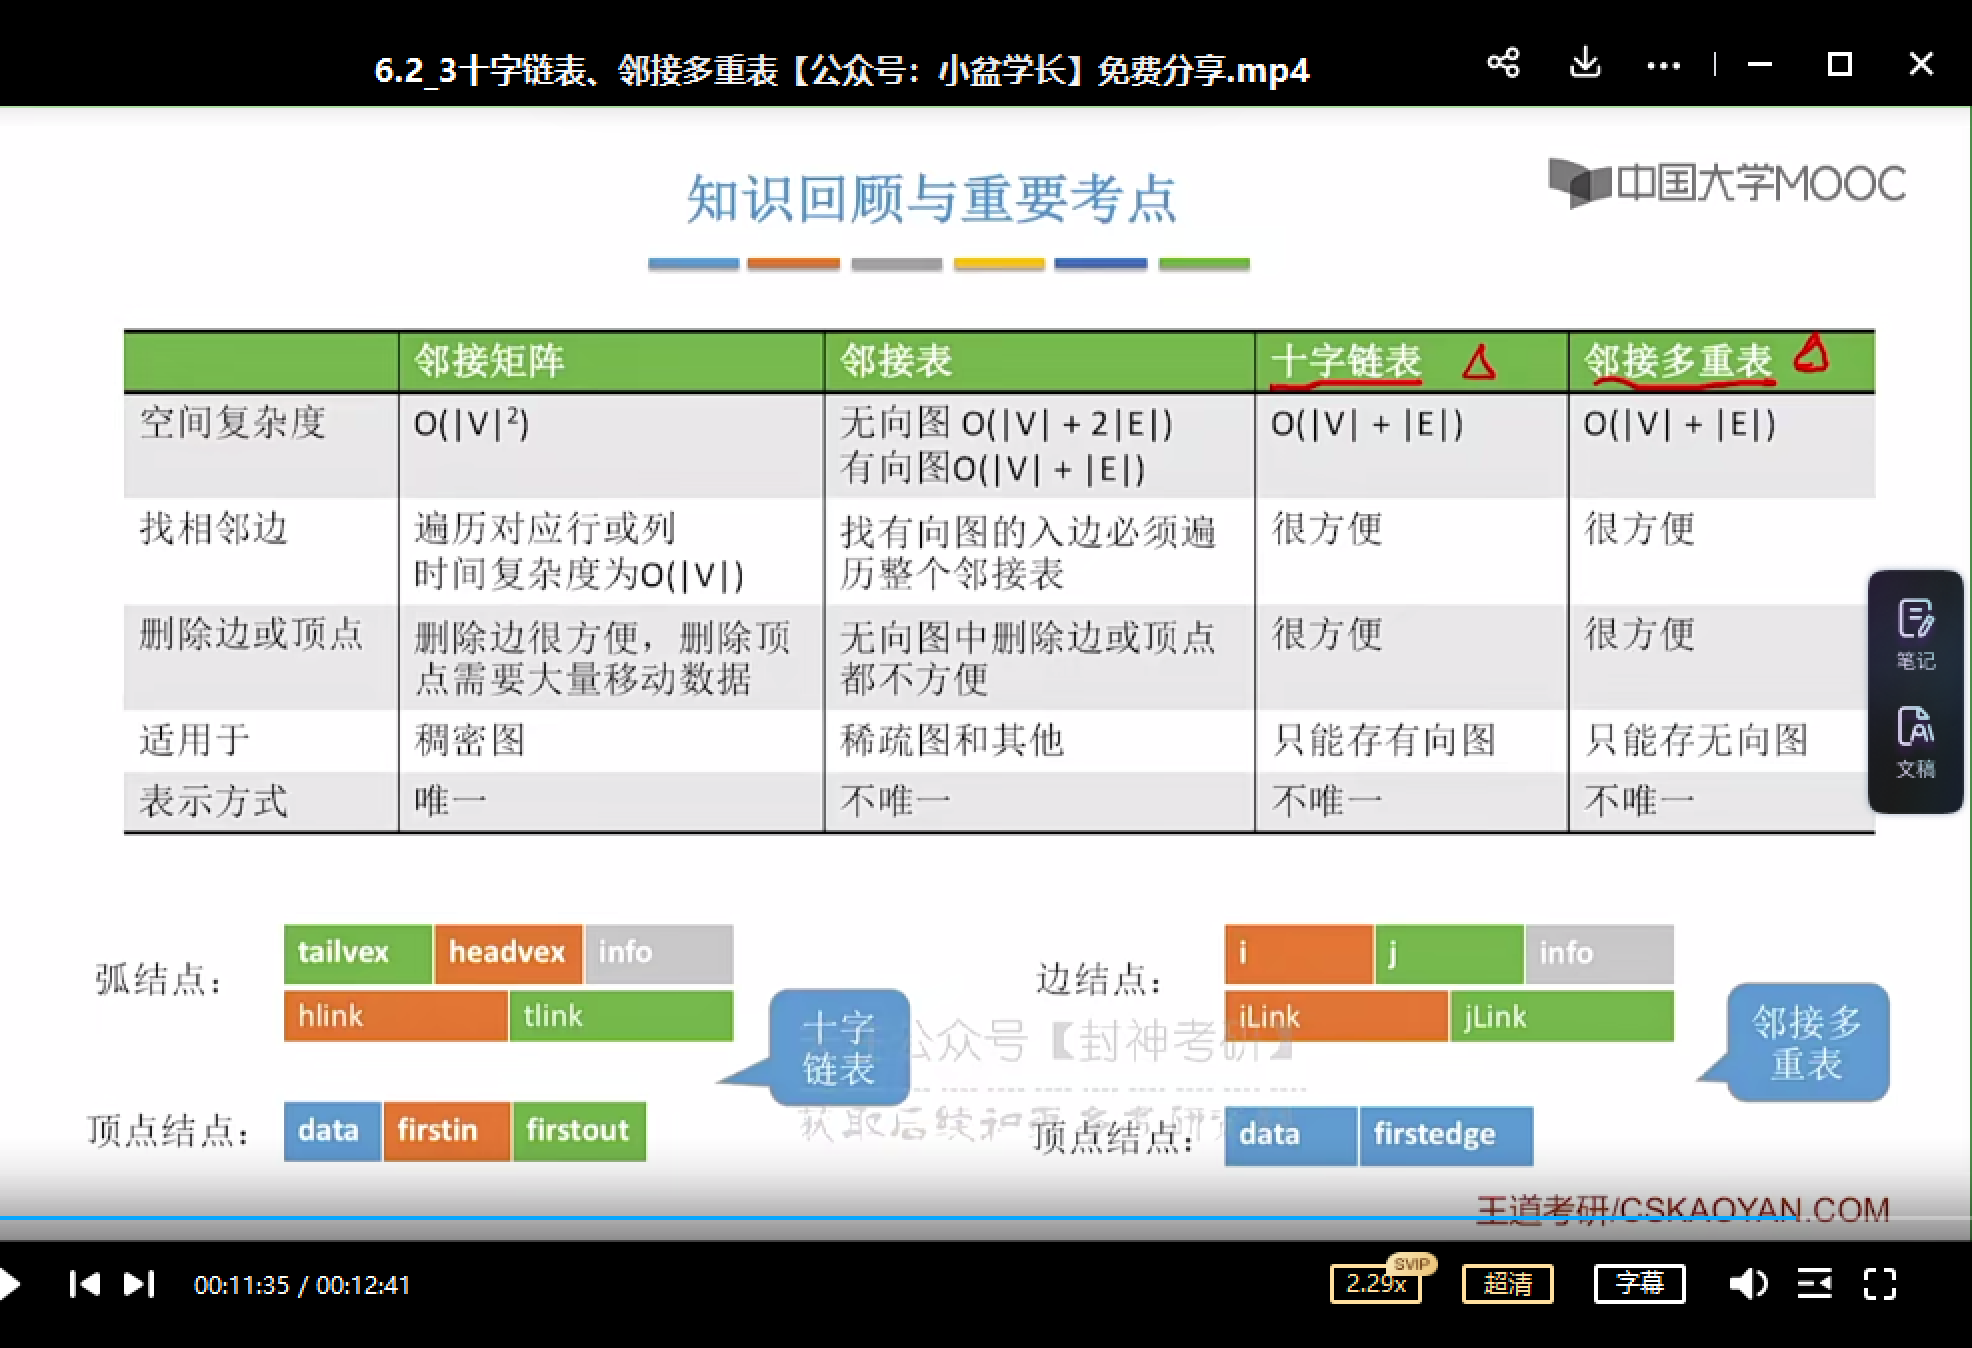 6.2_3十字链表、邻接多重表【公众号：小盆学长】免费分享.mp4
中国大学MOOC
知识回顾与重要考点
邻接矩阵 邻接表 十字链表 邻接多重表
空间复杂度 O(|V|²) 无向图 O(|V| + 2|E|) O(|V| + |E|) O(|V| + |E|)
有向图O(|V| + |E|)
找相邻边 遍历对应行或列 找有向图的入边必须遍 很方便 很方便
时间复杂度为O(|V|) 历整个邻接表
删除边或顶点 删除边很方便，删除顶 无向图中删除边或顶点 很方便 很方便
点需要大量移动数据 都不方便
适用于 稠密图 稀疏图和其他 只能存有向图 只能存无向图
表示方式 唯一 不唯一 不唯一 不唯一
笔记
文稿
弧结点： tailvex headvex info
hlink tlink
十字
链表
顶点结点： data firstin firstout
边结点： i j info
iLink jLink
邻接多
重表
顶点结点： data firstedge
公众号【封神考研】
王道考研/CSKAOYAN.COM
00:11:35 / 00:12:41
2.29x SVIP 超清 字幕